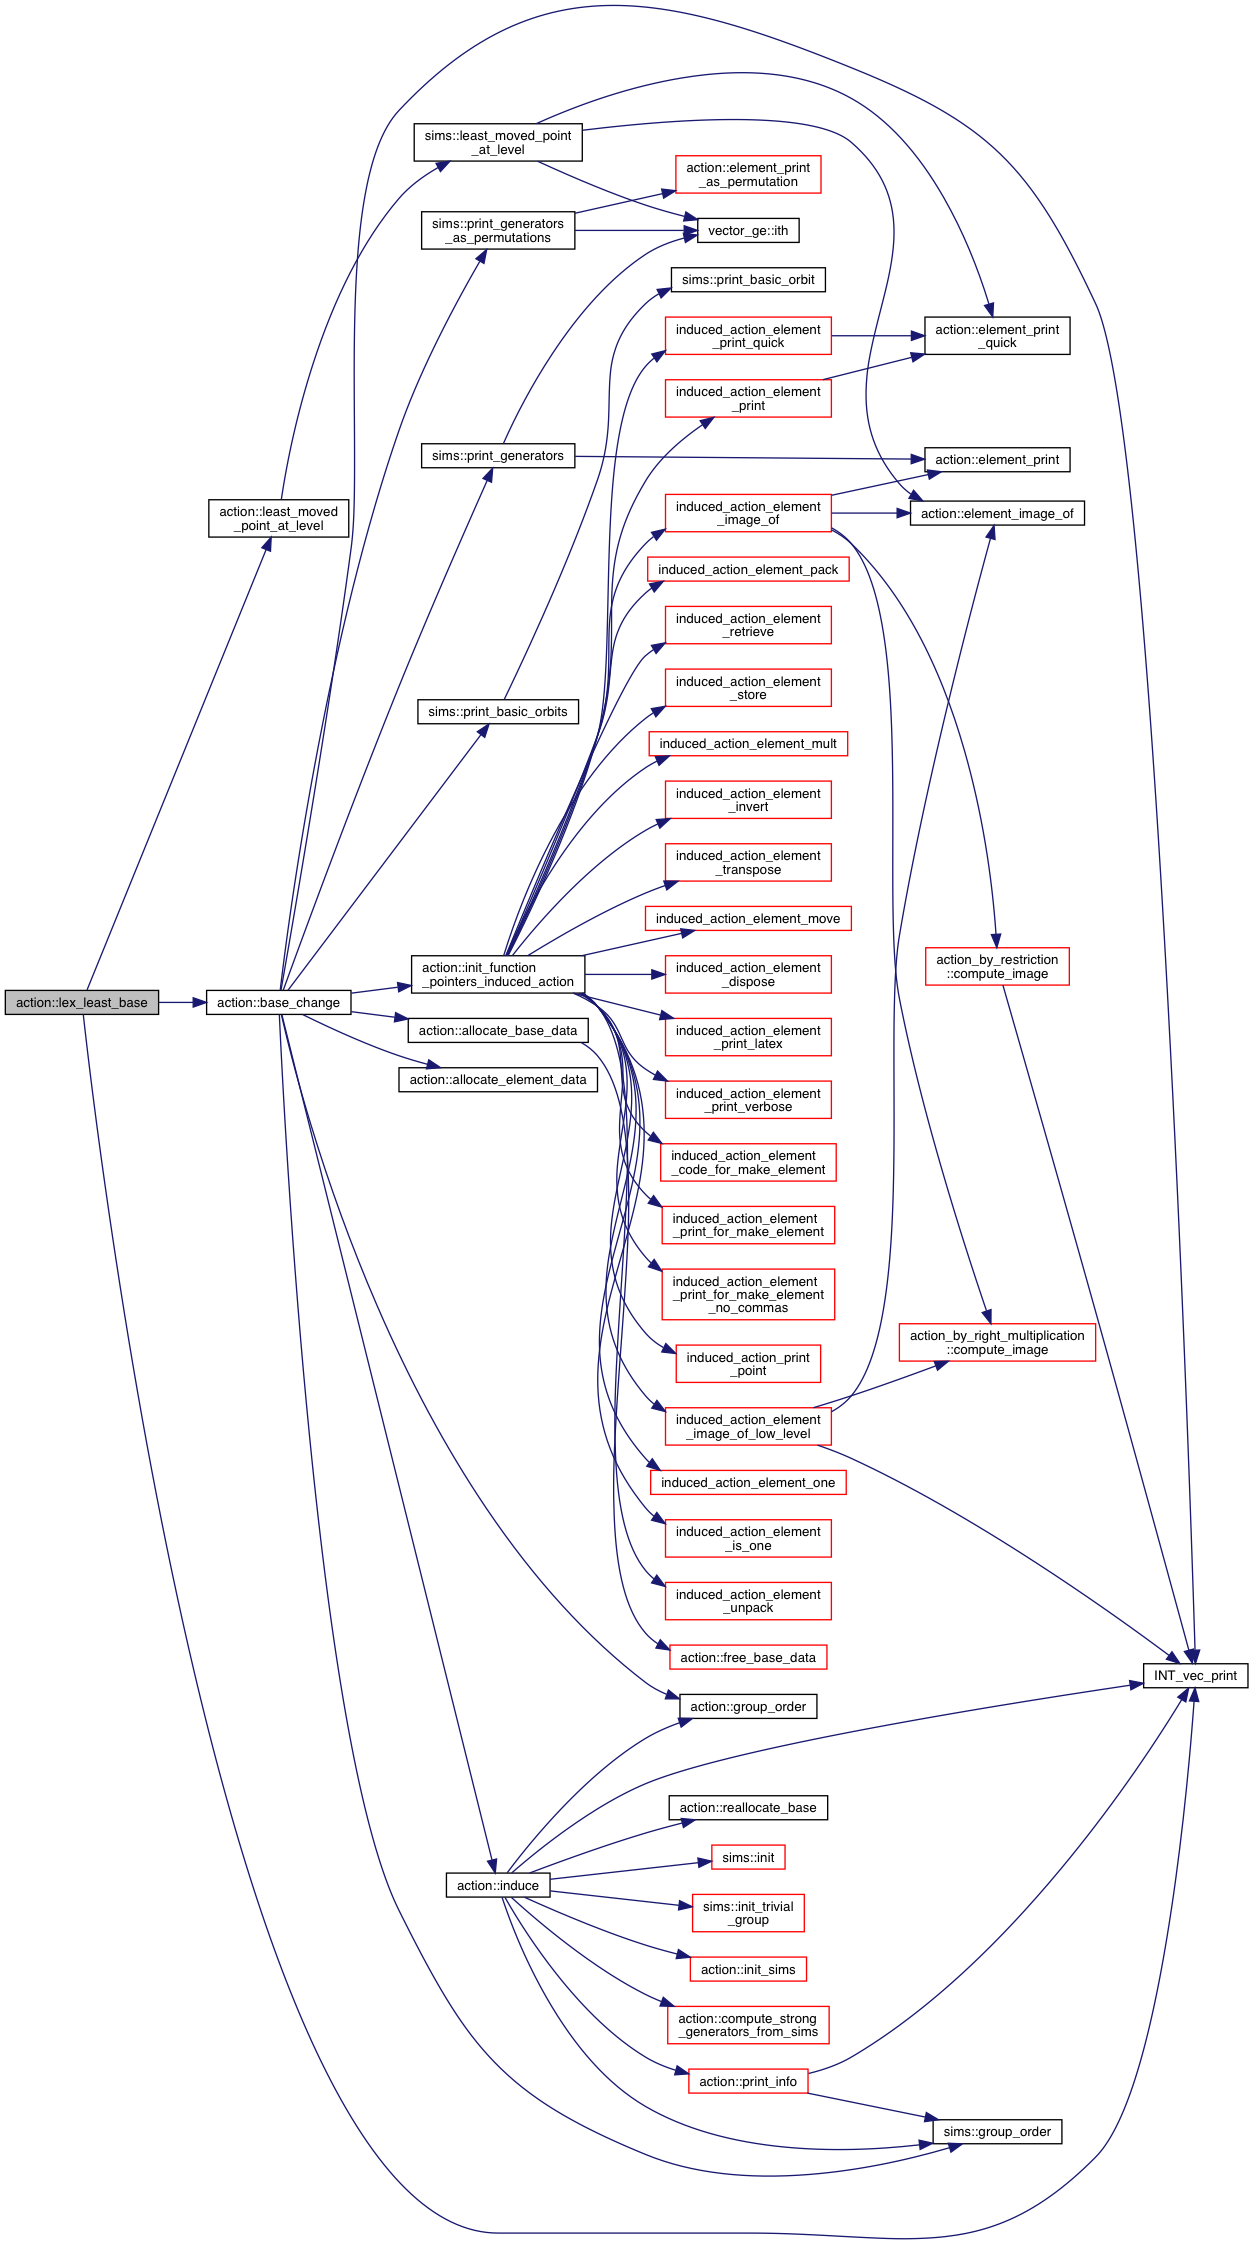 sims::least_moved_point
_at_level
action::element_print
_as_permutation
sims::print_generators
_as_permutations
vector_ge::ith
sims::print_basic_orbit
induced_action_element
_print_quick
action::element_print
_quick
induced_action_element
_print
sims::print_generators
action::element_print
action::least_moved
_point_at_level
induced_action_element
_image_of
action::element_image_of
induced_action_element_pack
induced_action_element
_retrieve
induced_action_element
_store
sims::print_basic_orbits
induced_action_element_mult
induced_action_element
_invert
induced_action_element
_transpose
induced_action_element_move
action_by_restriction
::compute_image
action::init_function
_pointers_induced_action
induced_action_element
_dispose
action::lex_least_base
action::base_change
action::allocate_base_data
induced_action_element
_print_latex
action::allocate_element_data
induced_action_element
_print_verbose
induced_action_element
_code_for_make_element
induced_action_element
_print_for_make_element
induced_action_element
_print_for_make_element
_no_commas
action_by_right_multiplication
::compute_image
induced_action_print
_point
induced_action_element
_image_of_low_level
induced_action_element_one
induced_action_element
_is_one
induced_action_element
_unpack
action::free_base_data
INT_vec_print
action::group_order
action::reallocate_base
sims::init
action::induce
sims::init_trivial
_group
action::init_sims
action::compute_strong
_generators_from_sims
action::print_info
sims::group_order